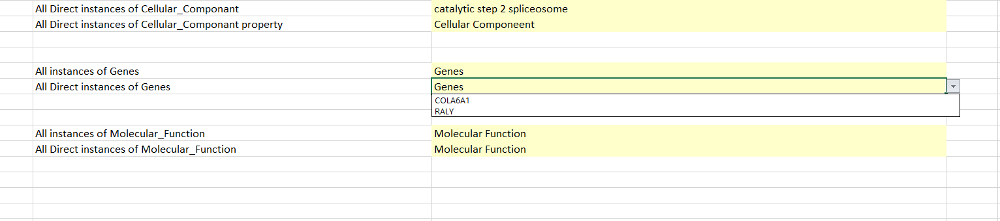 All Direct instances of Cellular_Componant catalytic step 2 spliceosome
All Direct instances of Cellular_Componant property Cellular Componeent
All instances of Genes Genes
All Direct instances of Genes Genes
COLA6A1
RALY
All instances of Molecular_Function Molecular Function
All Direct instances of Molecular_Function Molecular Function